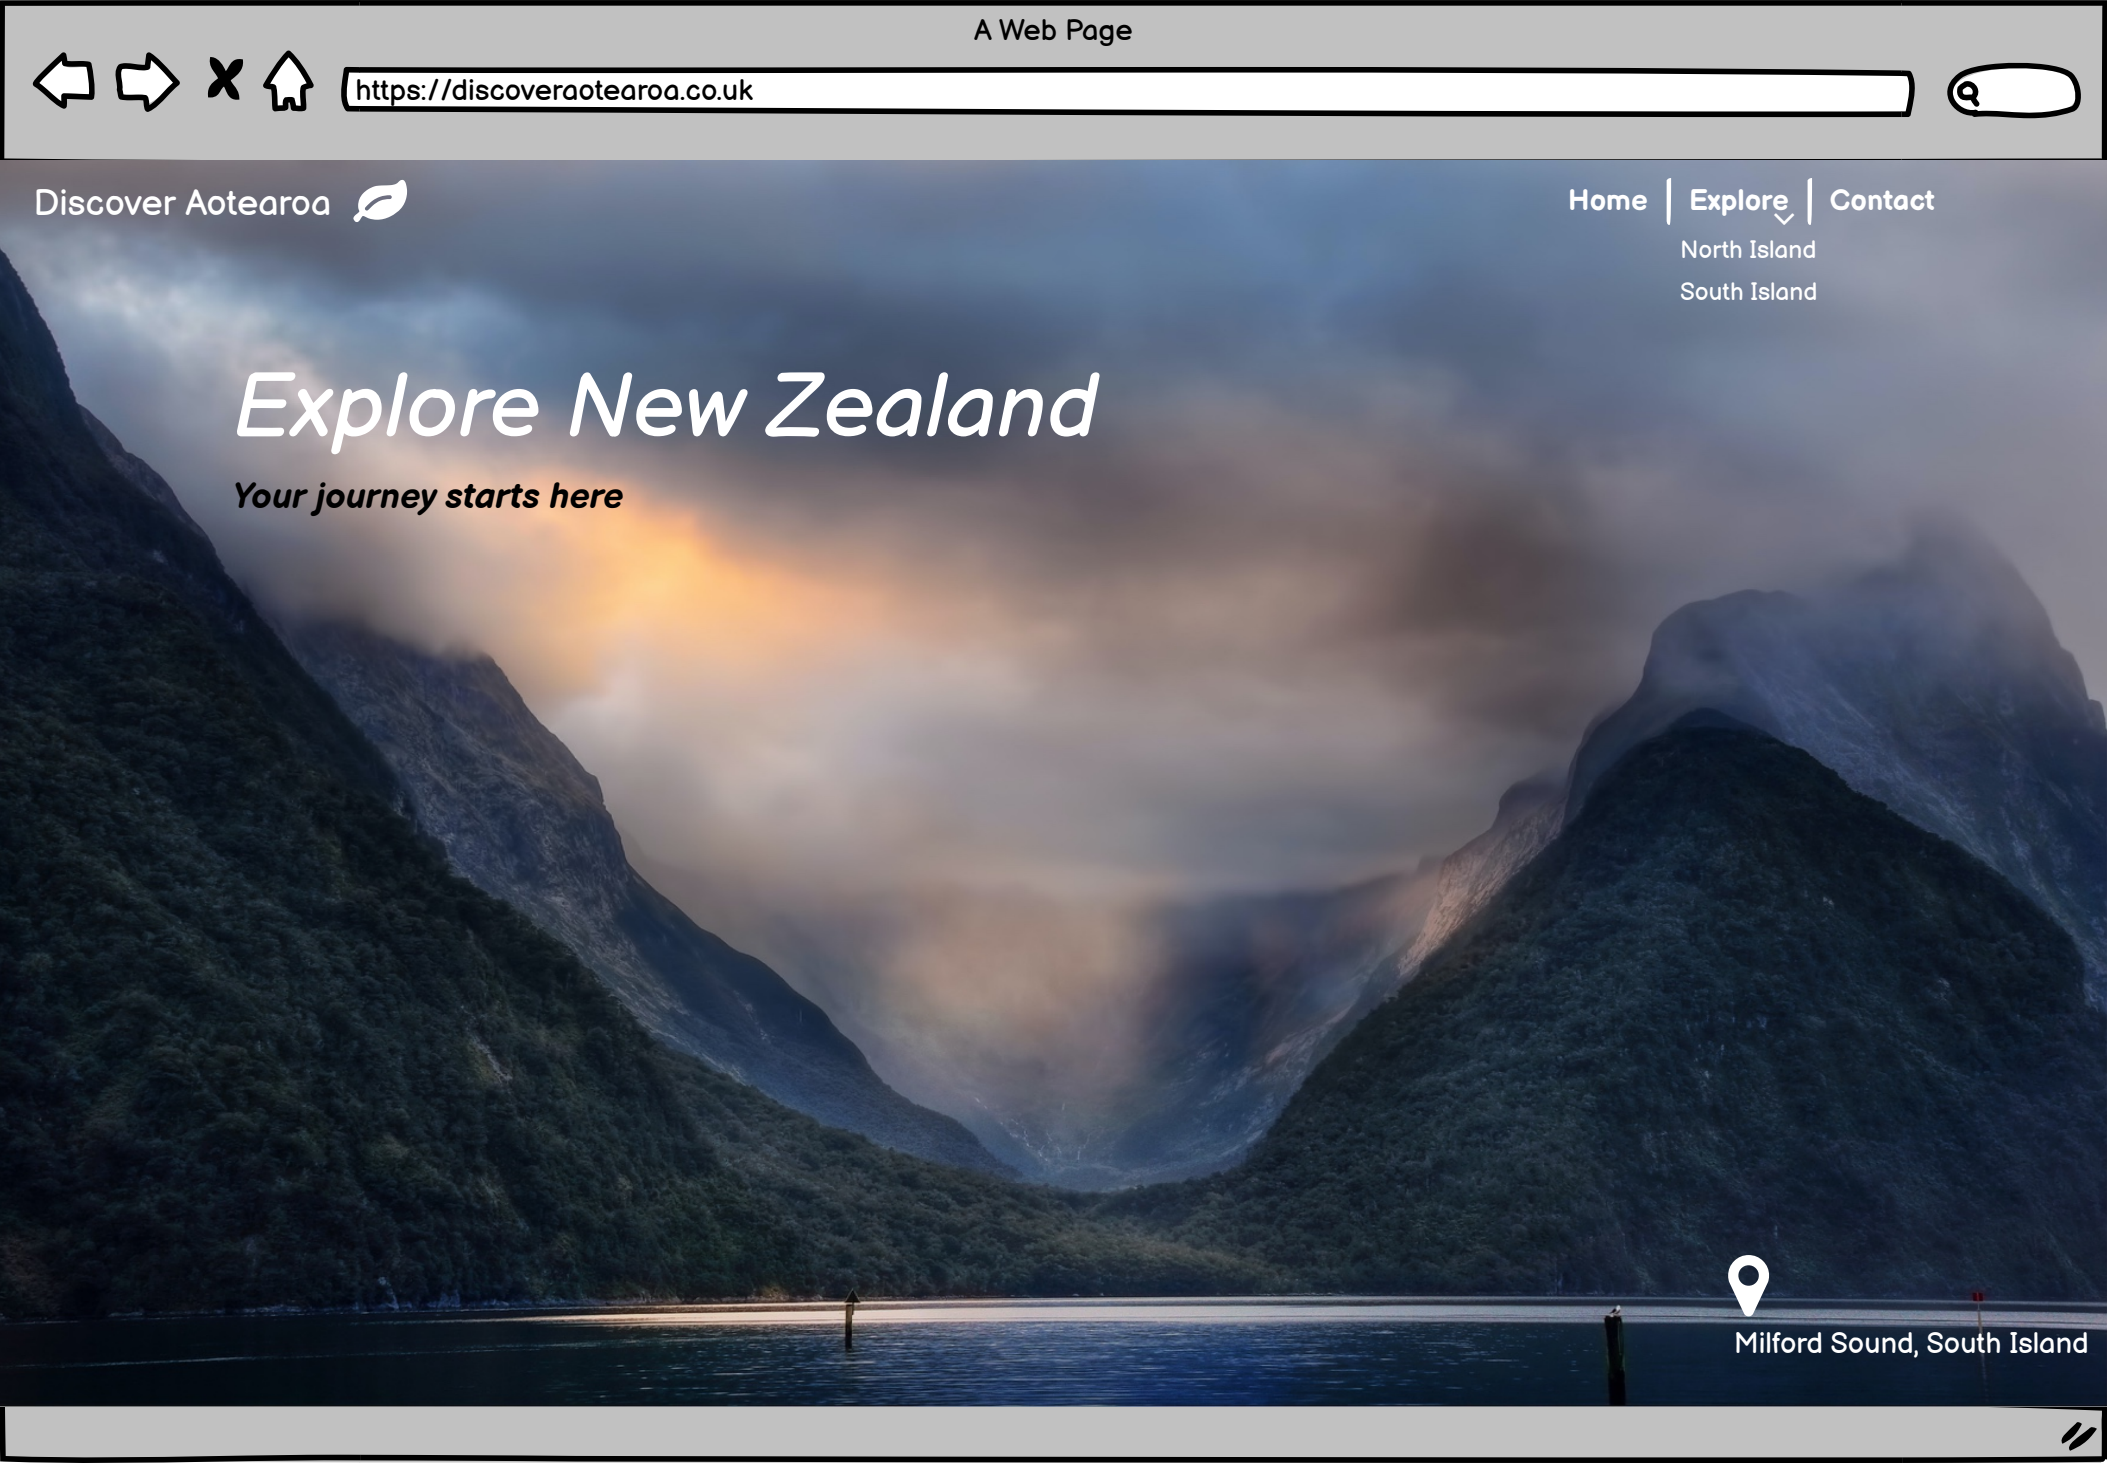 A Web Page
https://discoveraotearoa.co.uk
Discover Aotearoa
Home | Explore | Contact
North Island
South Island
Explore New Zealand
Your journey starts here
Milford Sound, South Island